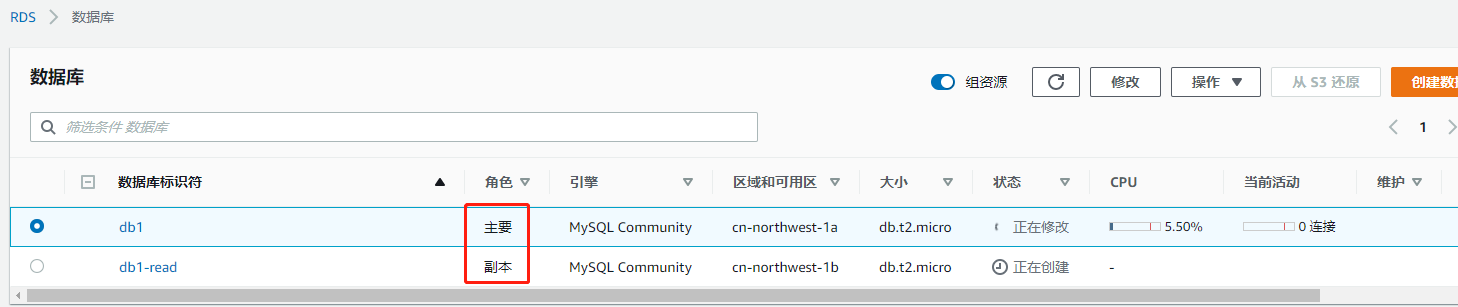 RDS > 数据库
数据库
组资源 修改 操作 从 S3 还原 创建数
筛选条件 数据库
1
数据库标识符 角色 引擎 区域和可用区 大小 状态 CPU 当前活动 维护
db1 主要 MySQL Community cn-northwest-1a db.t2.micro 正在修改 5.50% 0 连接
db1-read 副本 MySQL Community cn-northwest-1b db.t2.micro 正在创建 -